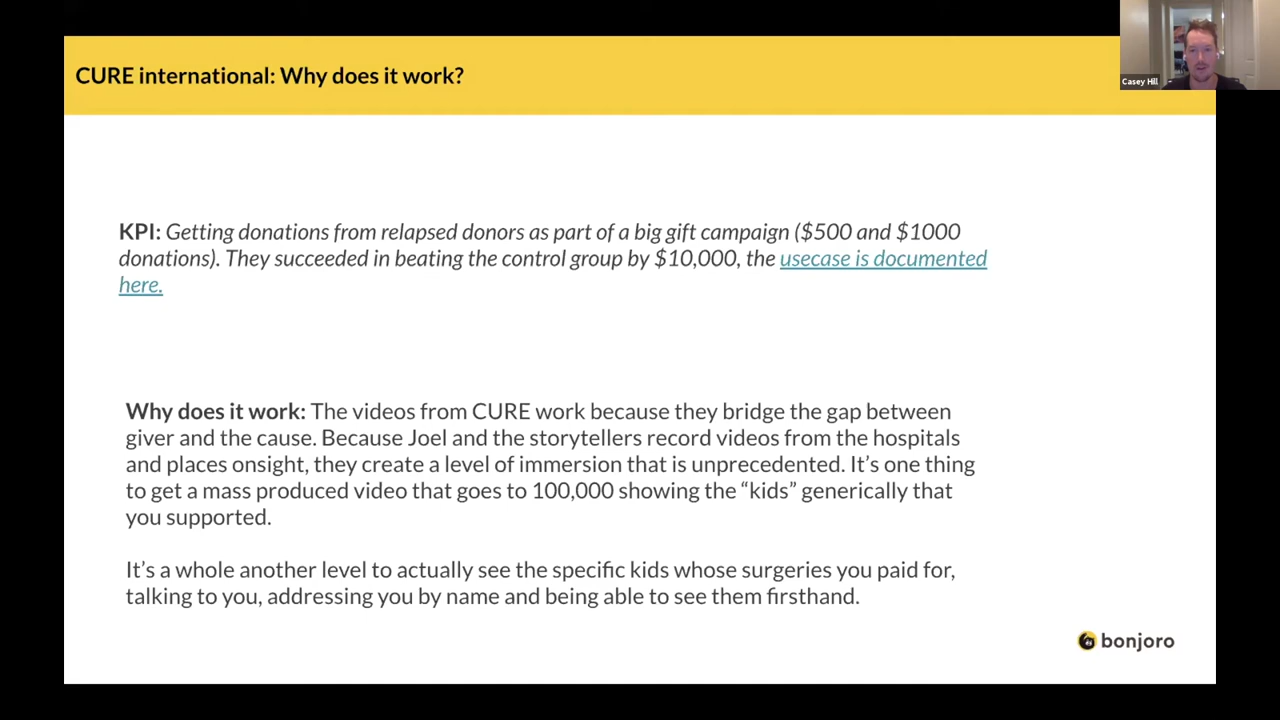 CURE international: Why does it work?
Casey Hill
KPI: Getting donations from relapsed donors as part of a big gift campaign ($500 and $1000
donations). They succeeded in beating the control group by $10,000, the usecase is documented
here.
Why does it work: The videos from CURE work because they bridge the gap between
giver and the cause. Because Joel and the storytellers record videos from the hospitals
and places onsight, they create a level of immersion that is unprecedented. It’s one thing
to get a mass produced video that goes to 100,000 showing the “kids” generically that
you supported.
It’s a whole another level to actually see the specific kids whose surgeries you paid for,
talking to you, addressing you by name and being able to see them firsthand.
bonjoro